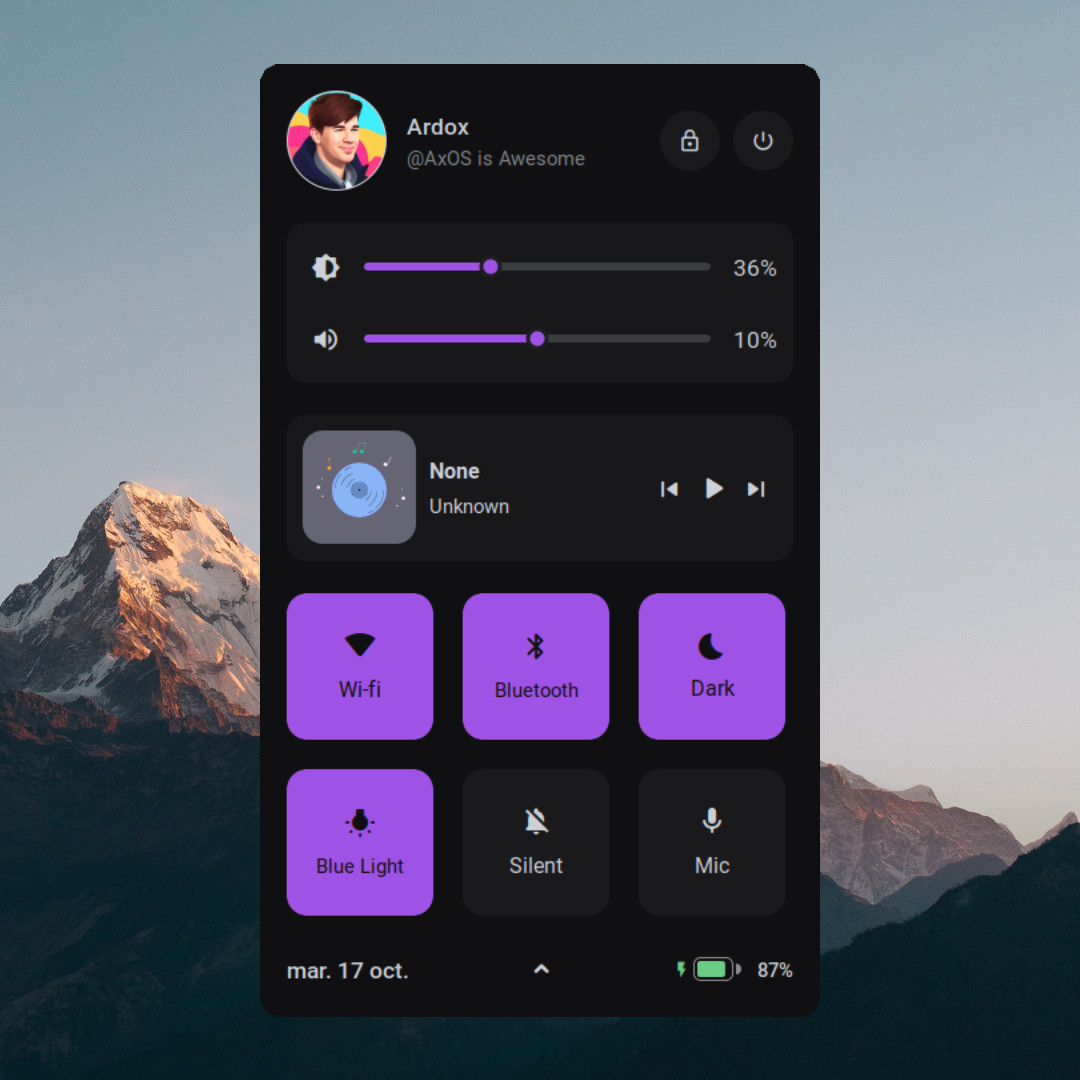 Ardox
@AxOS is Awesome
36%
10%
None
Unknown
Wi-fi
Bluetooth
Dark
Blue Light
Silent
Mic
mar. 17 oct.
87%